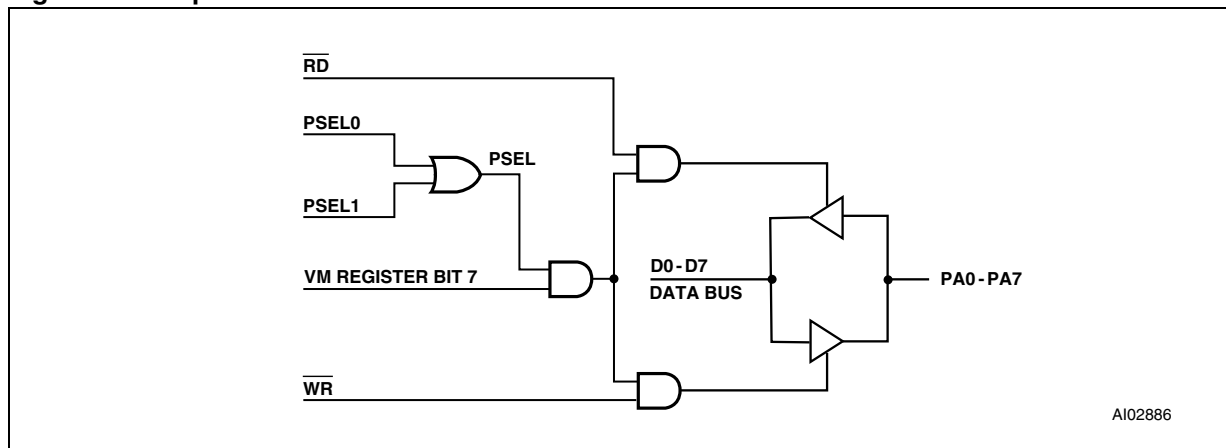 RD
PSEL0
PSEL
PSEL1
VM REGISTER BIT 7
D0-D7
DATA BUS
PA0-PA7
WR
AI02886